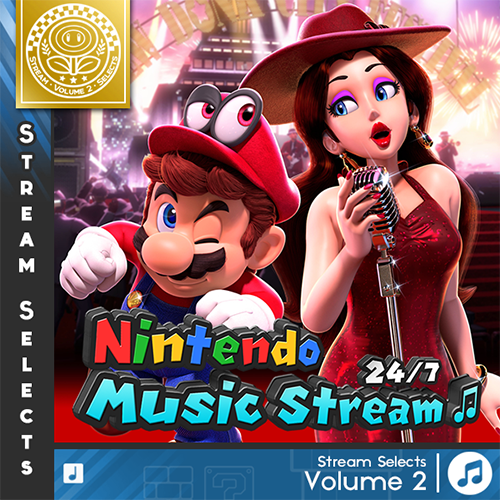 STREAM • VOLUME 2 • SELECTS
STREAM SELECTS
Nintendo
24/7
Music Stream
Stream Selects
Volume 2